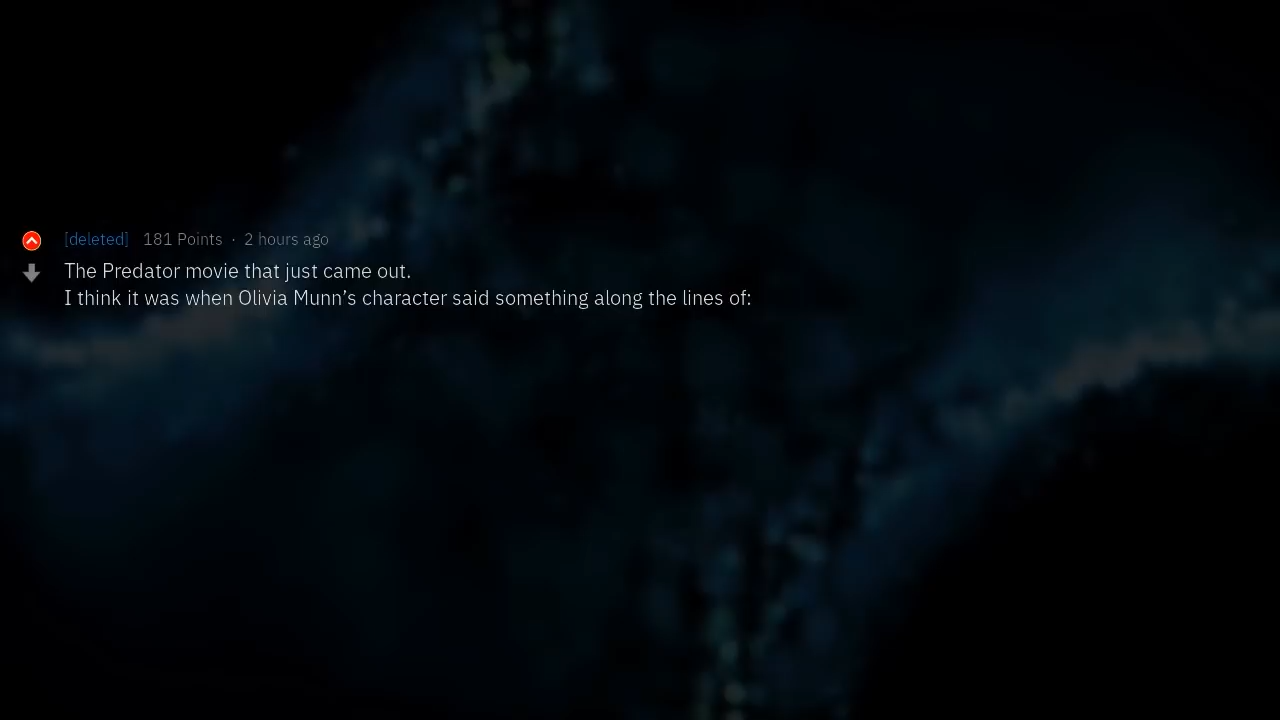 [deleted] 181 Points · 2 hours ago
The Predator movie that just came out.
I think it was when Olivia Munn’s character said something along the lines of: